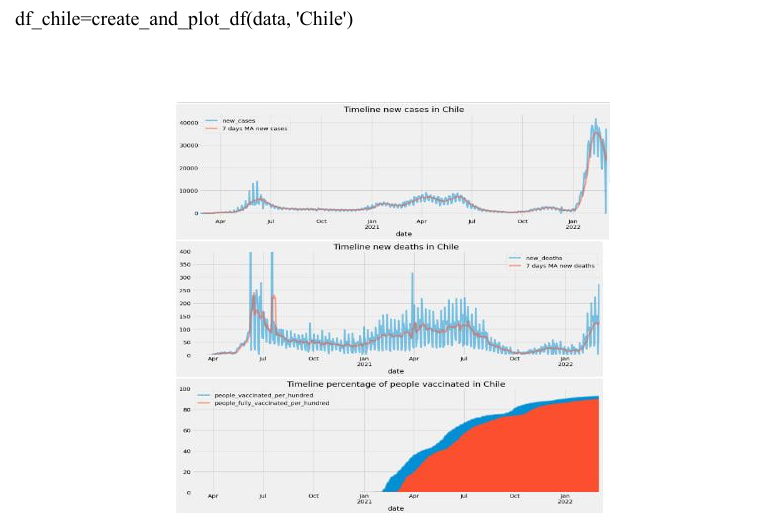 df_chile=create_and_plot_df(data, 'Chile')
Timeline new cases in Chile
new_cases
7 days MA new cases
40000
30000
20000
10000
0
Apr Jul Oct Jan Apr Jul Oct Jan
2021 2022
date
Timeline new deaths in Chile
new_deaths
7 days MA new deaths
400
350
300
250
200
150
100
50
0
Apr Jul Oct Jan Apr Jul Oct Jan
2021 2022
date
Timeline percentage of people vaccinated in Chile
people_vaccinated_per_hundred
people_fully_vaccinated_per_hundred
100
80
60
40
20
0
Apr Jul Oct Jan Apr Jul Oct Jan
2021 2022
date